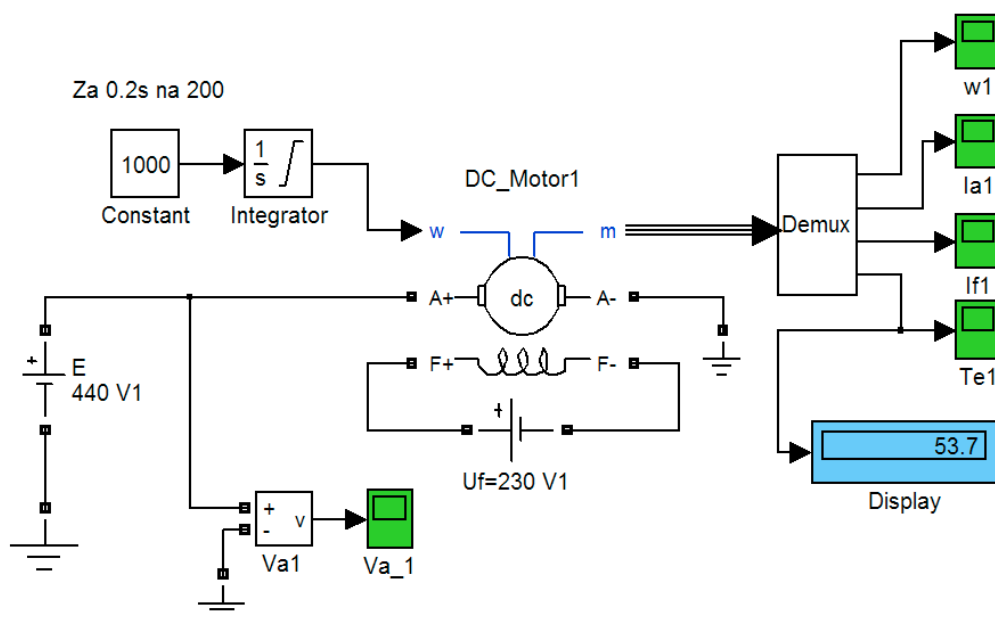 Za 0.2s na 200
1000
Constant
1
s
Integrator
DC_Motor1
w
m
A+
dc
A-
F+
F-
+
E
440 V1
+
Uf=230 V1
+
-
v
Va1
Va_1
Demux
w1
Ia1
If1
Te1
53.7
Display